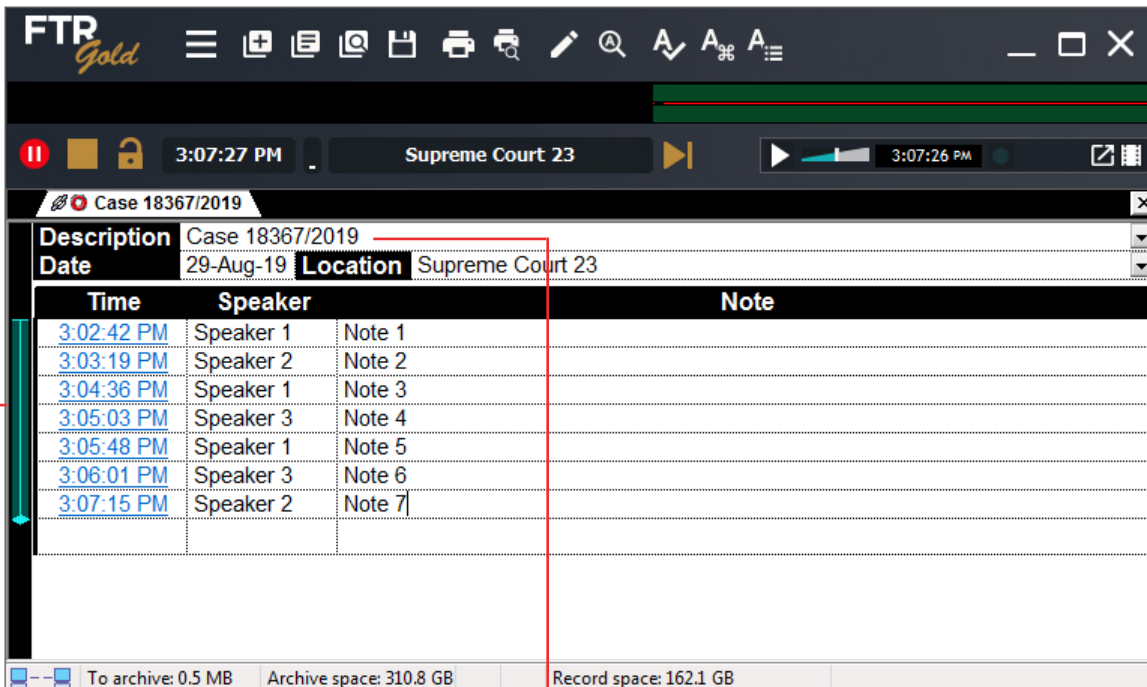 FTR
Gold
3:07:27 PM Supreme Court 23 3:07:26 PM
Case 18367/2019
Description Case 18367/2019
Date 29-Aug-19 Location Supreme Court 23
Time Speaker Note
3:02:42 PM Speaker 1 Note 1
3:03:19 PM Speaker 2 Note 2
3:04:36 PM Speaker 1 Note 3
3:05:03 PM Speaker 3 Note 4
3:05:48 PM Speaker 1 Note 5
3:06:01 PM Speaker 3 Note 6
3:07:15 PM Speaker 2 Note 7
To archive: 0.5 MB Archive space: 310.8 GB Record space: 162.1 GB